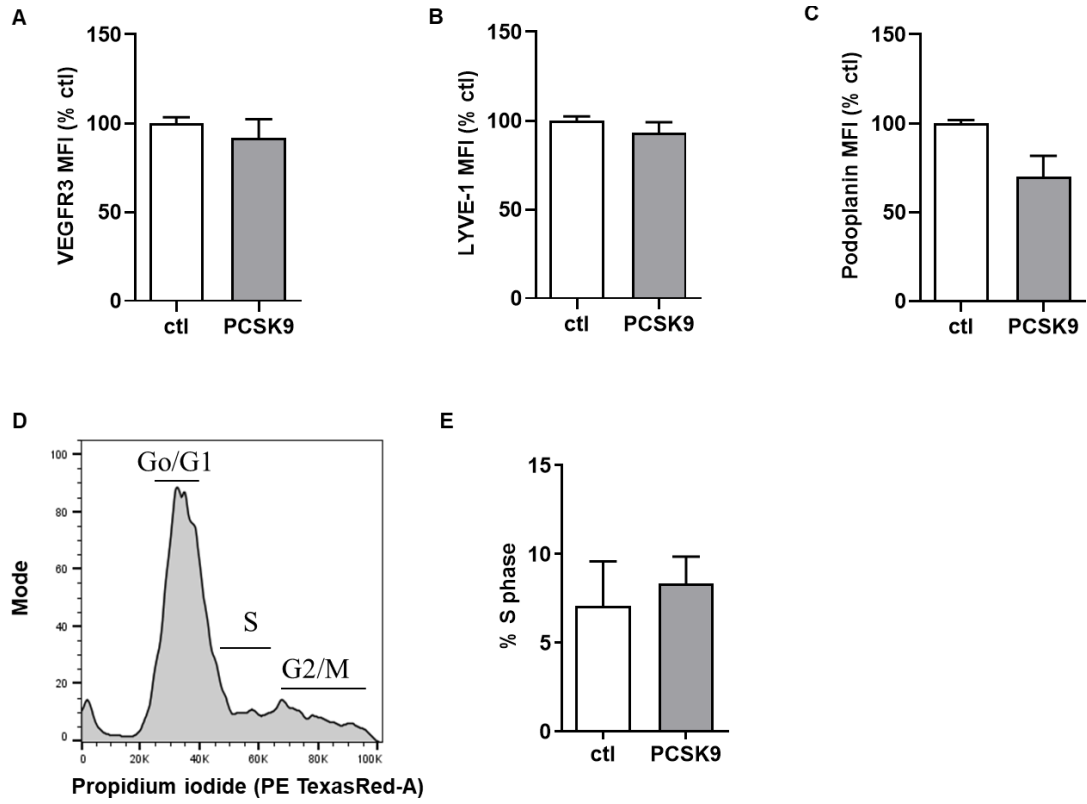 A
VEGFR3 MFI (% ctl)
150
100
50
0
ctl PCSK9
B
LYVE-1 MFI (% ctl)
150
100
50
0
ctl PCSK9
C
Podoplanin MFI (% ctl)
150
100
50
0
ctl PCSK9
D
Mode
100
80
60
40
20
0
Go/G1
S
G2/M
0 20K 40K 60K 80K 100K
Propidium iodide (PE TexasRed-A)
E
% S phase
15
10
5
0
ctl PCSK9